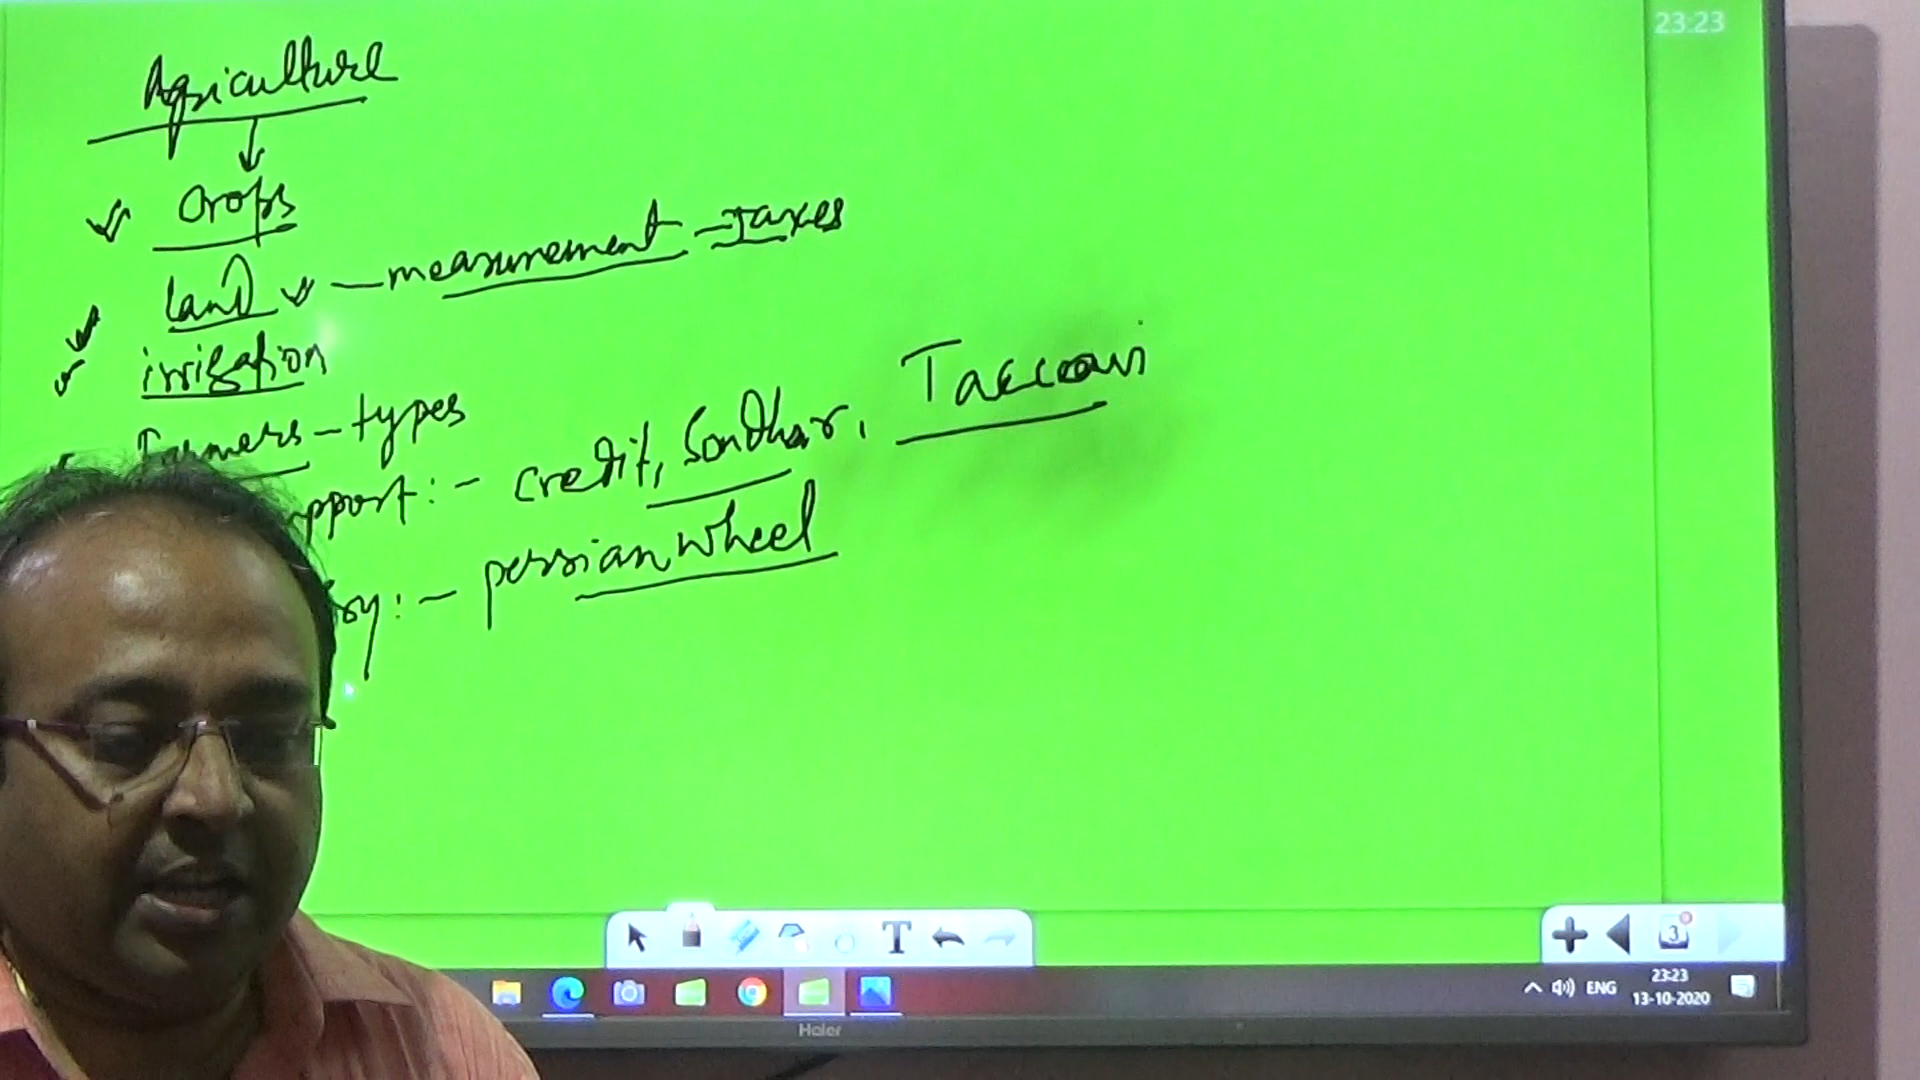 23:23
Agriculture
crops
land - measurement - Taxes
irrigation
Farmers - types
credit, Sondhar, Taccavi
:- persian wheel
T
3
ENG
23:23
13-10-2020
Haier